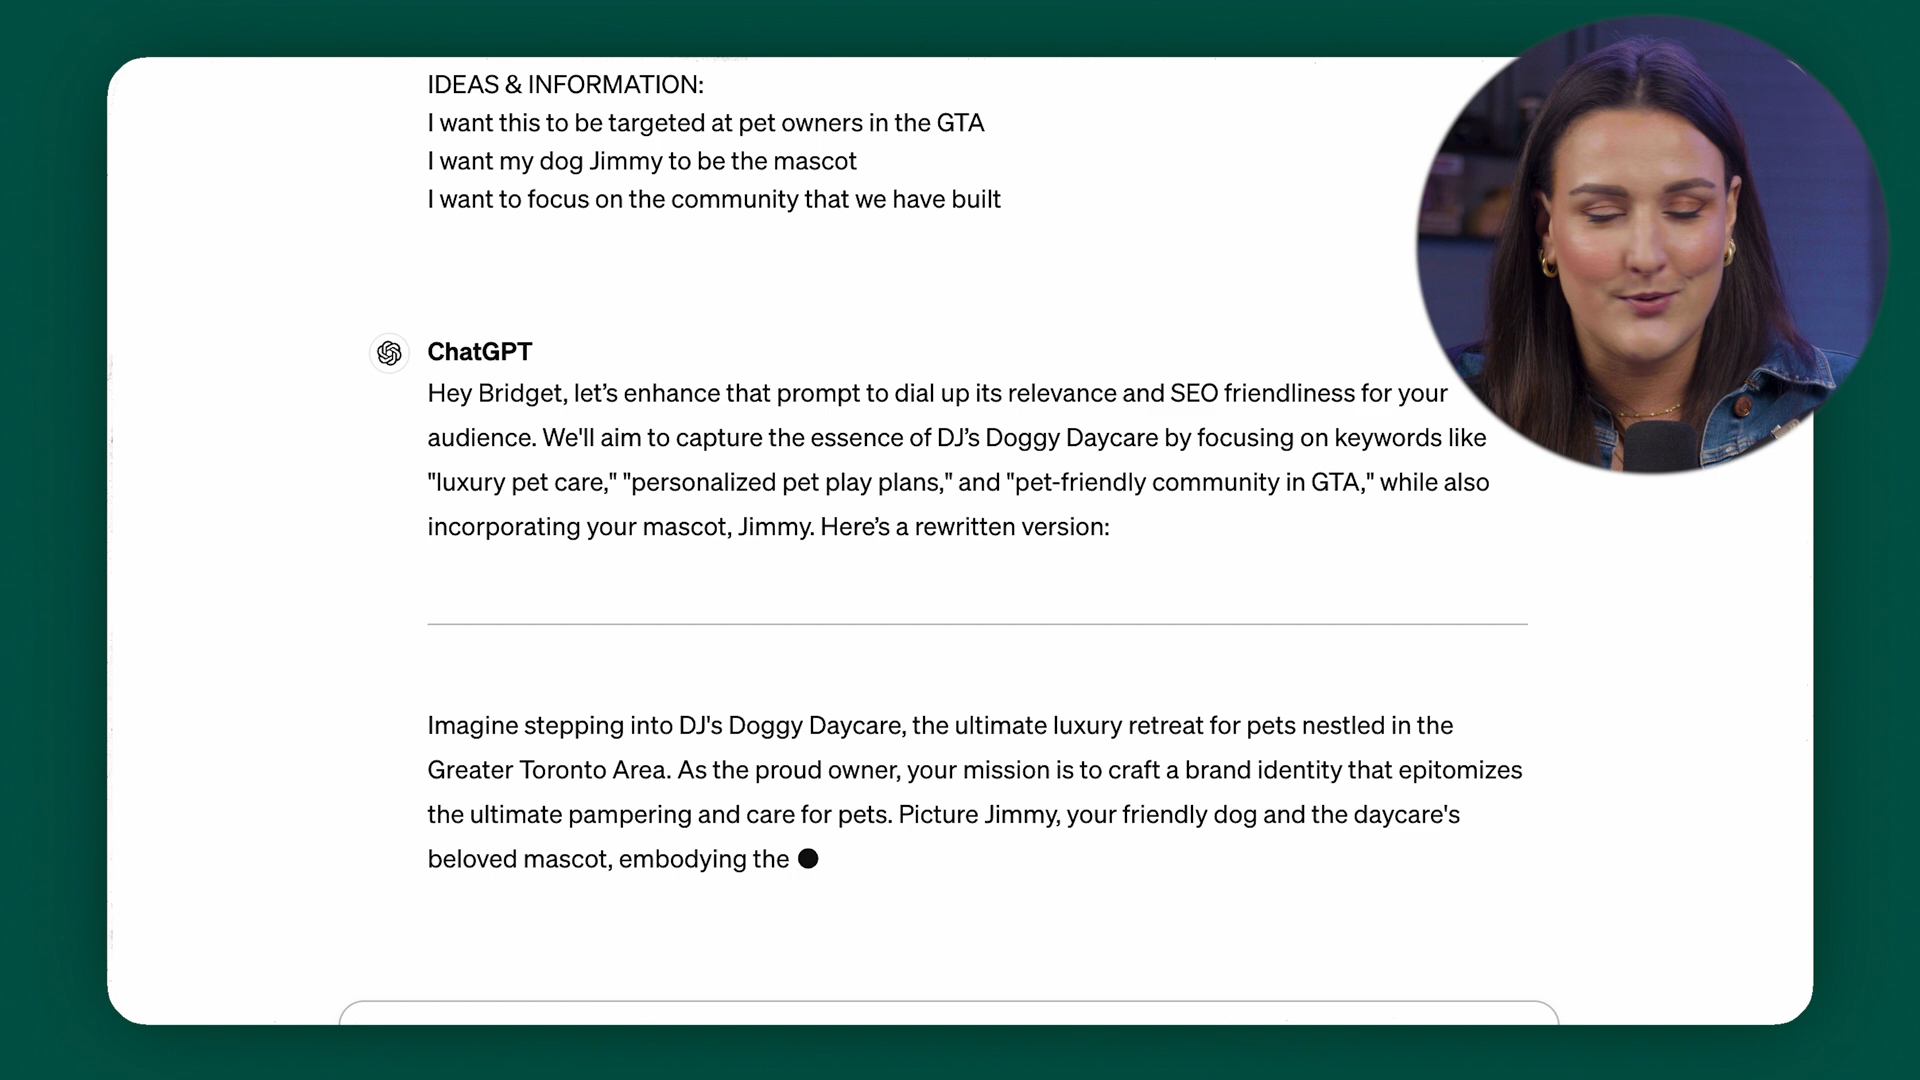 IDEAS & INFORMATION:
I want this to be targeted at pet owners in the GTA
I want my dog Jimmy to be the mascot
I want to focus on the community that we have built
ChatGPT
Hey Bridget, let’s enhance that prompt to dial up its relevance and SEO friendliness for your
audience. We'll aim to capture the essence of DJ’s Doggy Daycare by focusing on keywords like
"luxury pet care," "personalized pet play plans," and "pet-friendly community in GTA," while also
incorporating your mascot, Jimmy. Here’s a rewritten version:
Imagine stepping into DJ's Doggy Daycare, the ultimate luxury retreat for pets nestled in the
Greater Toronto Area. As the proud owner, your mission is to craft a brand identity that epitomizes
the ultimate pampering and care for pets. Picture Jimmy, your friendly dog and the daycare's
beloved mascot, embodying the